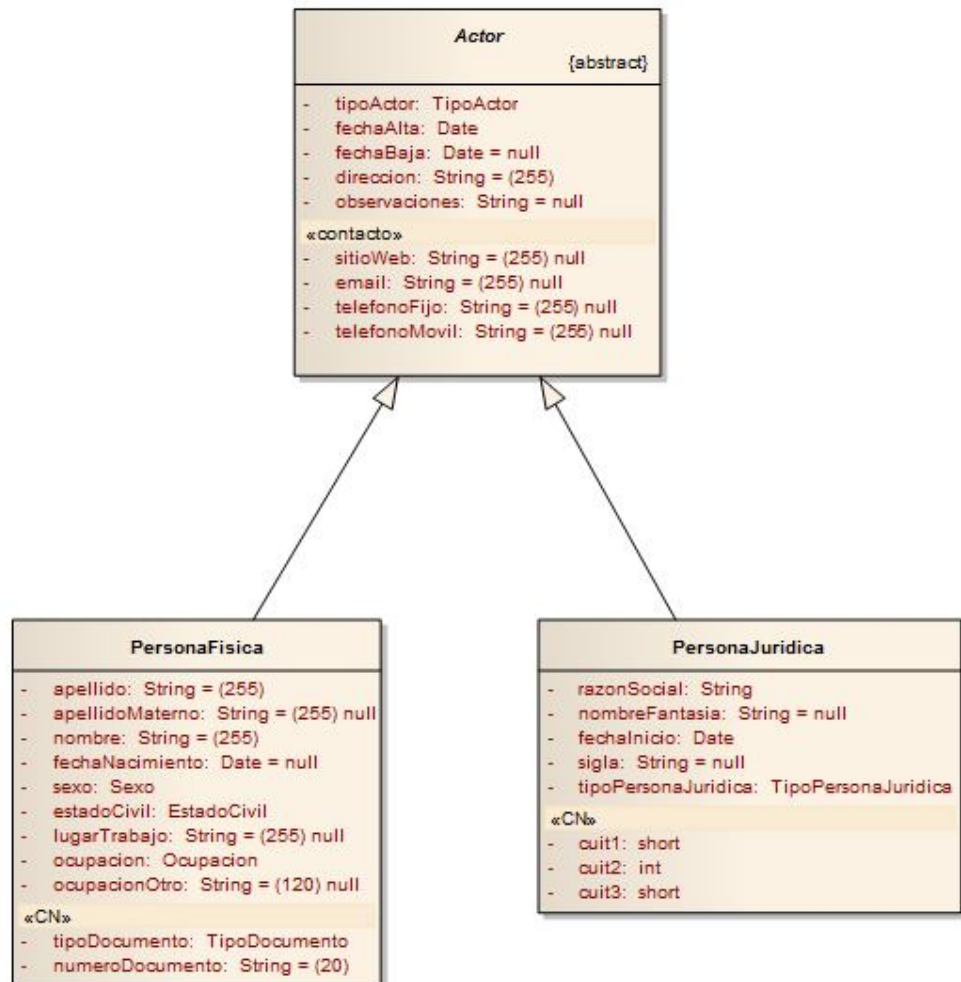 Actor
{abstract}
- tipoActor: TipoActor
- fechaAlta: Date
- fechaBaja: Date = null
- direccion: String = (255)
- observaciones: String = null
«contacto»
- sitioWeb: String = (255) null
- email: String = (255) null
- telefonoFijo: String = (255) null
- telefonoMovil: String = (255) null
PersonaFisica
- apellido: String = (255)
- apellidoMaterno: String = (255) null
- nombre: String = (255)
- fechaNacimiento: Date = null
- sexo: Sexo
- estadoCivil: EstadoCivil
- lugarTrabajo: String = (255) null
- ocupacion: Ocupacion
- ocupacionOtro: String = (120) null
«CN»
- tipoDocumento: TipoDocumento
- numeroDocumento: String = (20)
PersonaJuridica
- razonSocial: String
- nombreFantasia: String = null
- fechaInicio: Date
- sigla: String = null
- tipoPersonaJuridica: TipoPersonaJuridica
«CN»
- cuit1: short
- cuit2: int
- cuit3: short